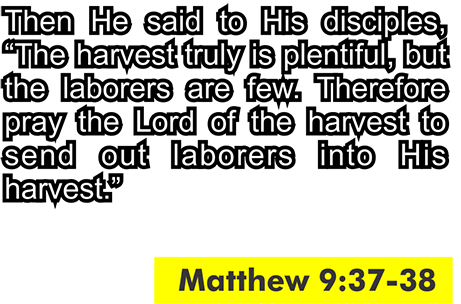 Then He said to His disciples,
“The harvest truly is plentiful, but
the laborers are few. Therefore
pray the Lord of the harvest to
send out laborers into His
harvest.”
Matthew 9:37-38